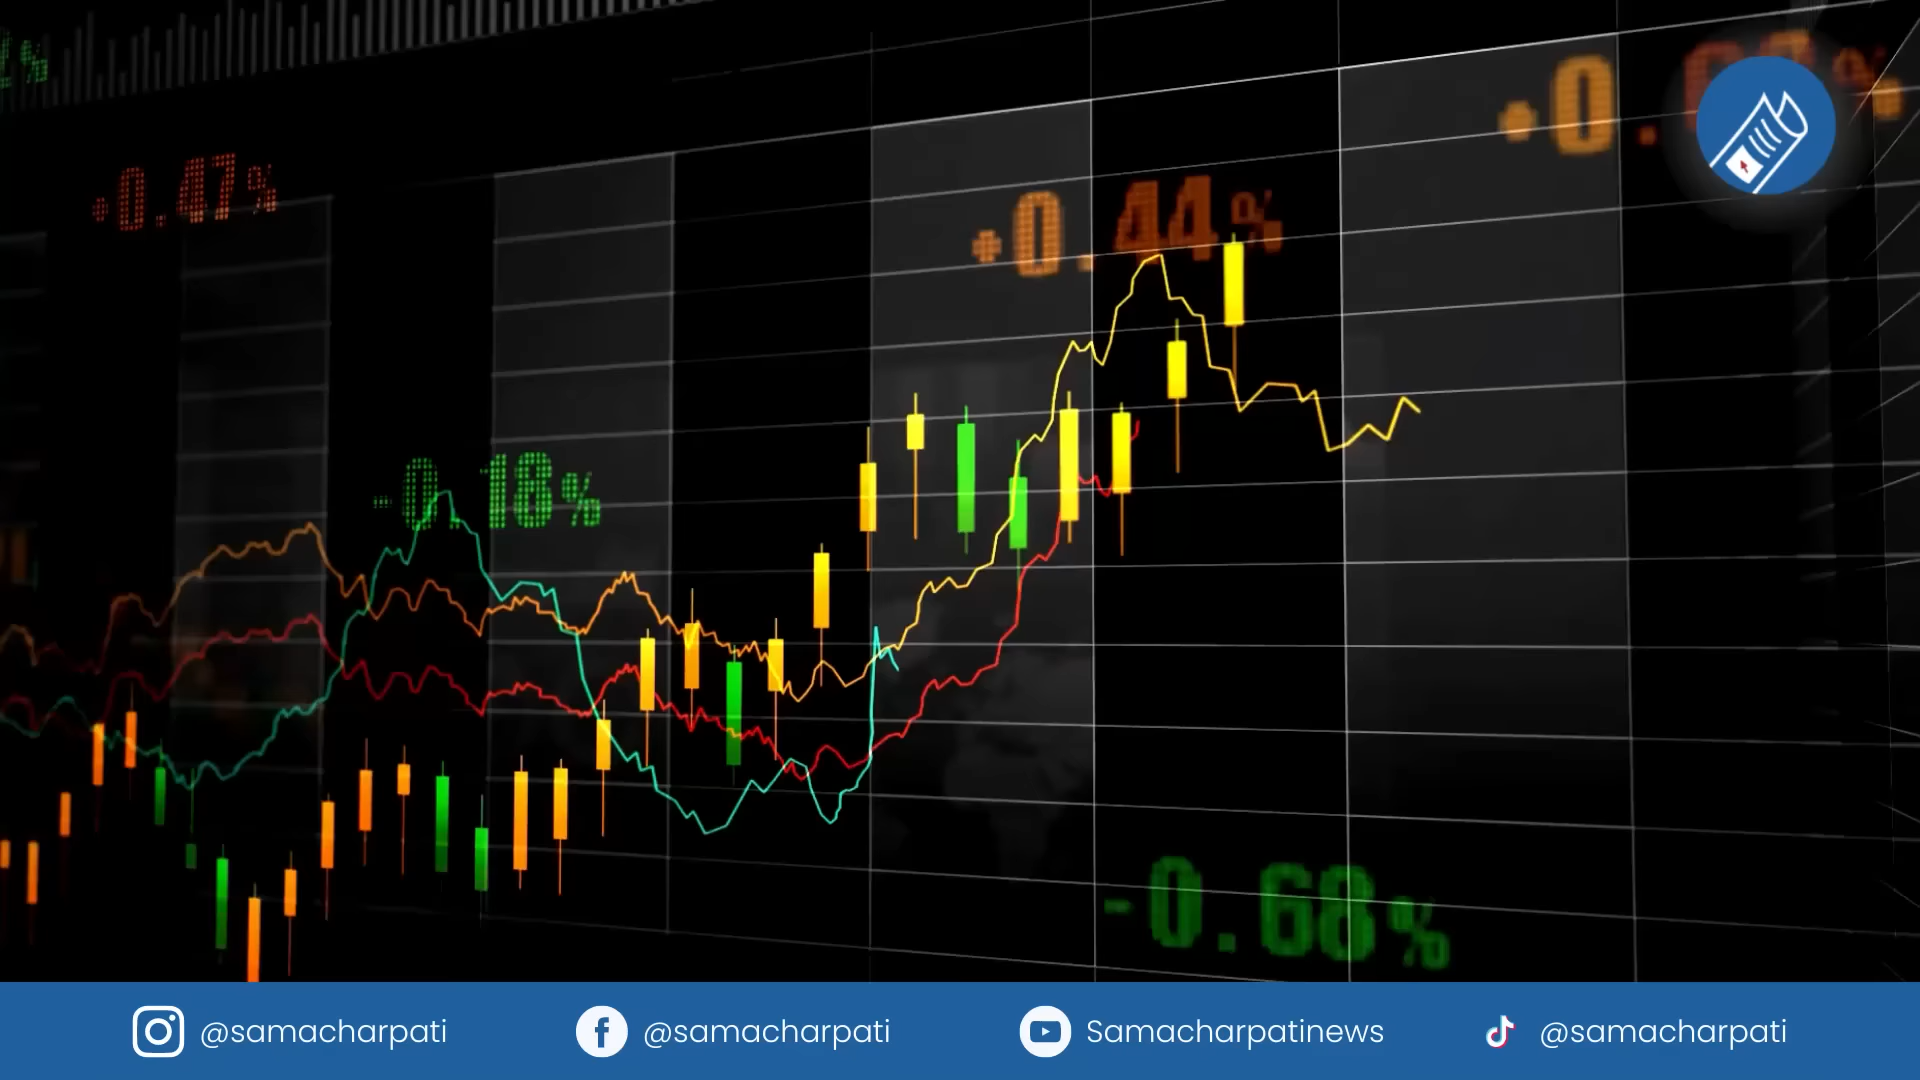 +0.47%
+0.44%
-0.18%
-0.68%
@samacharpati
@samacharpati
Samacharpatinews
@samacharpati